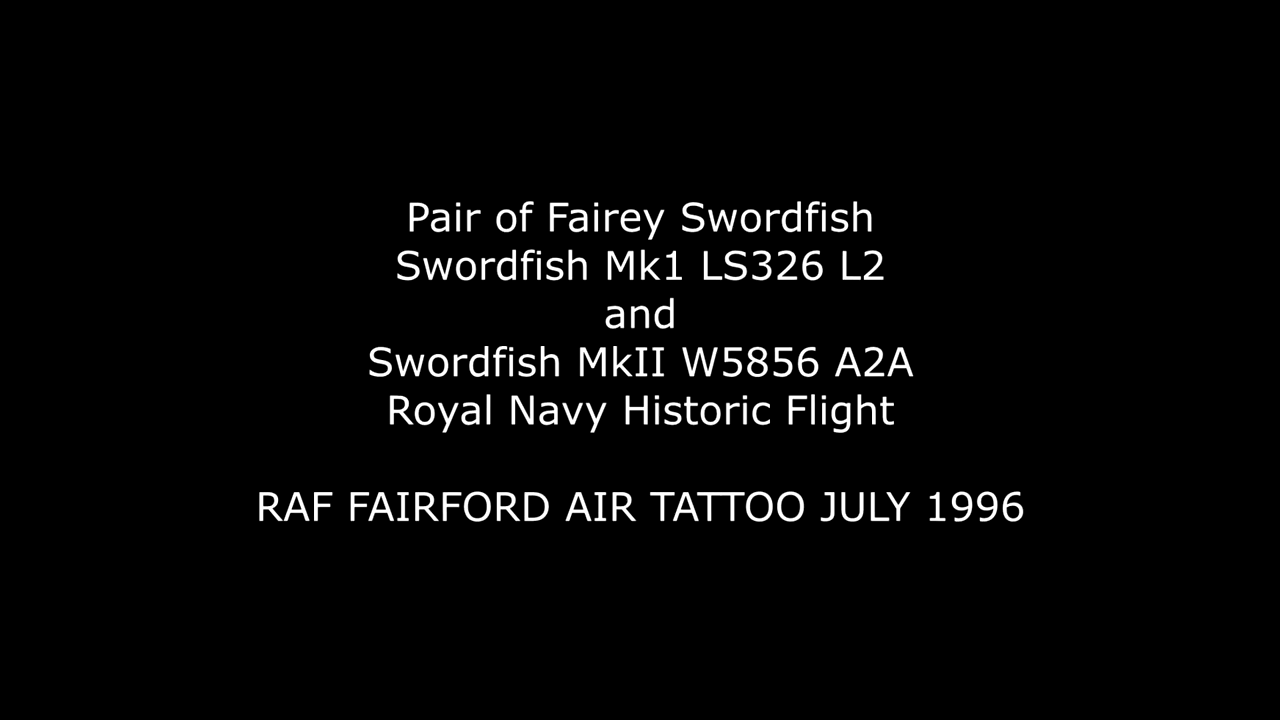 Pair of Fairey Swordfish
Swordfish Mk1 LS326 L2
and
Swordfish MkII W5856 A2A
Royal Navy Historic Flight
RAF FAIRFORD AIR TATTOO JULY 1996